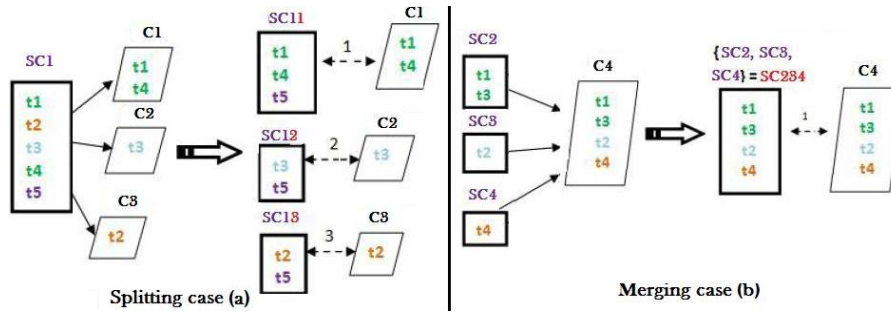 SC1
t1
t2
t3
t4
t5
C1
t1
t4
C2
t3
C3
t2
SC11
t1
t4
t5
1
C1
t1
t4
SC12
t3
t5
2
C2
t3
SC13
t2
t5
3
C3
t2
Splitting case (a)
SC2
t1
t3
SC3
t2
SC4
t4
C4
t1
t3
t2
t4
{SC2, SC3,
SC4} = SC234
t1
t3
t2
t4
1
C4
t1
t3
t2
t4
Merging case (b)